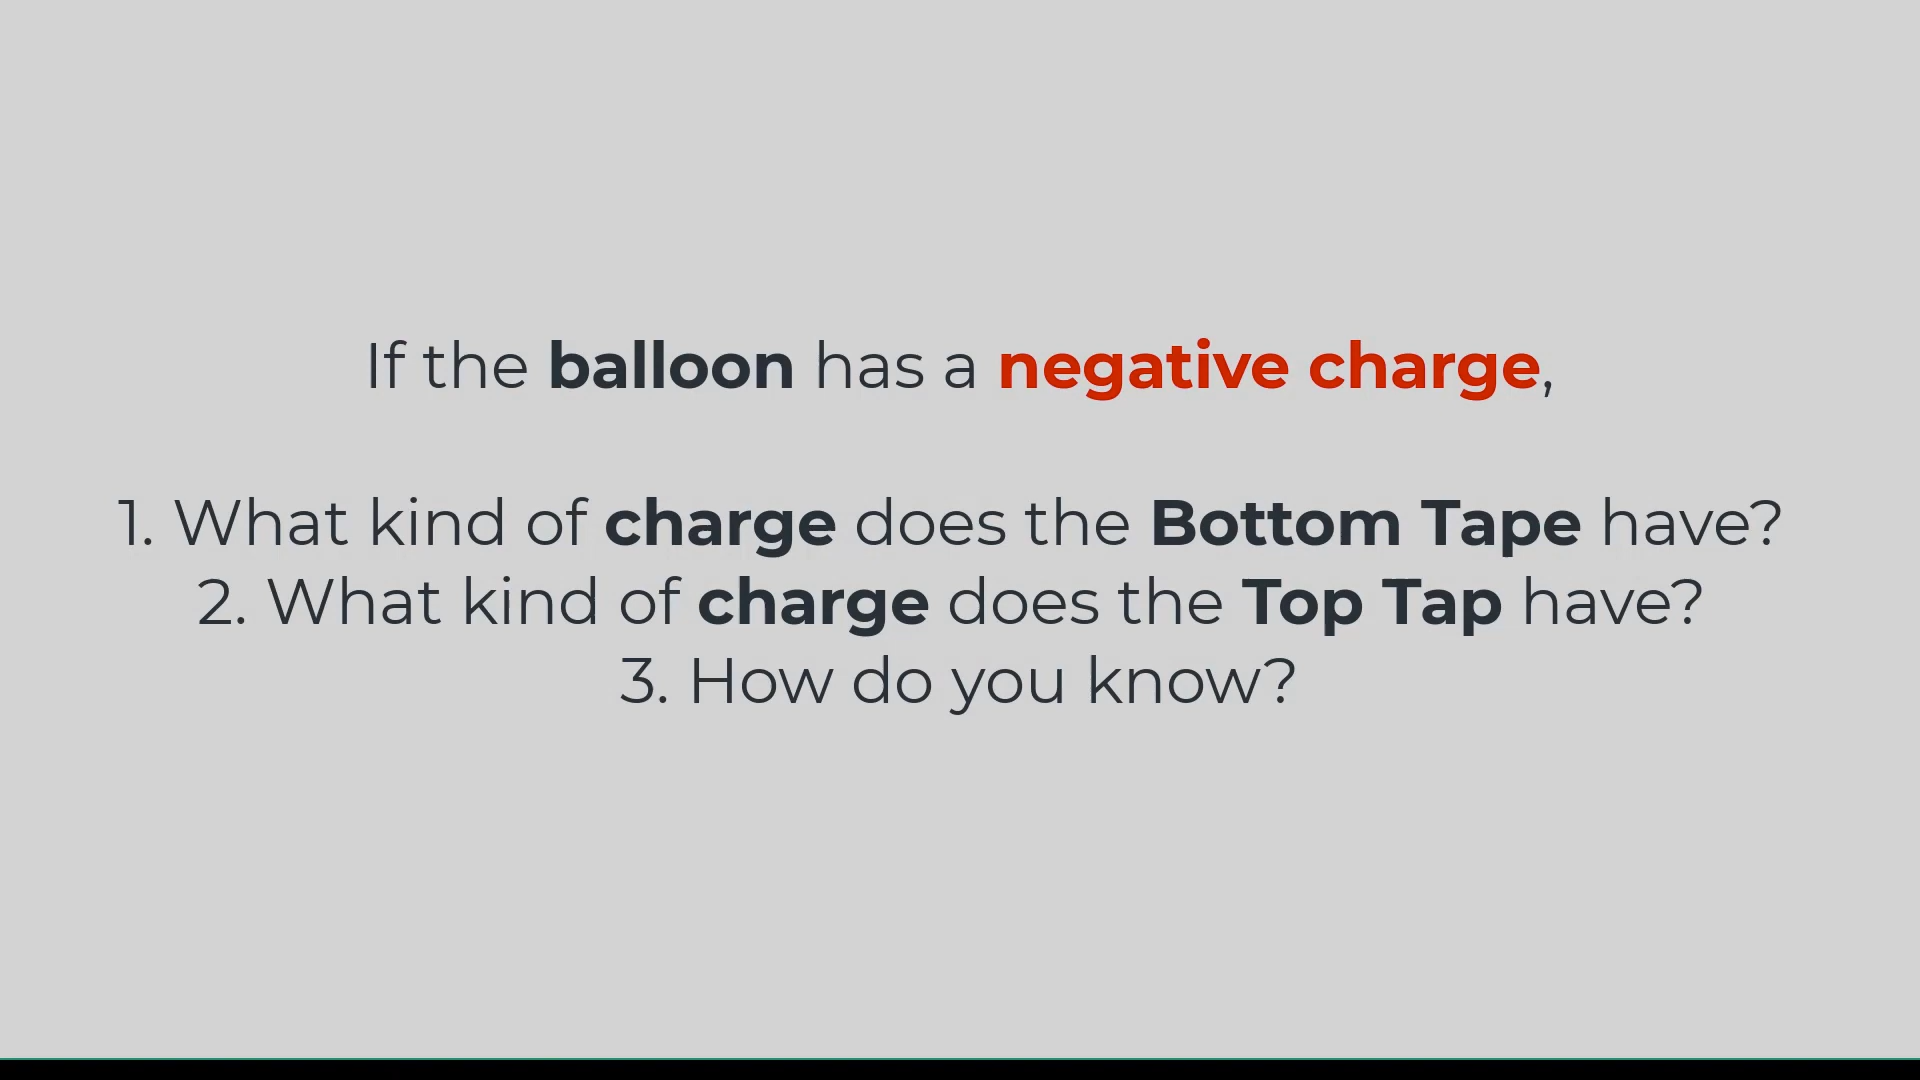 If the balloon has a negative charge,
1. What kind of charge does the Bottom Tape have?
2. What kind of charge does the Top Tap have?
3. How do you know?